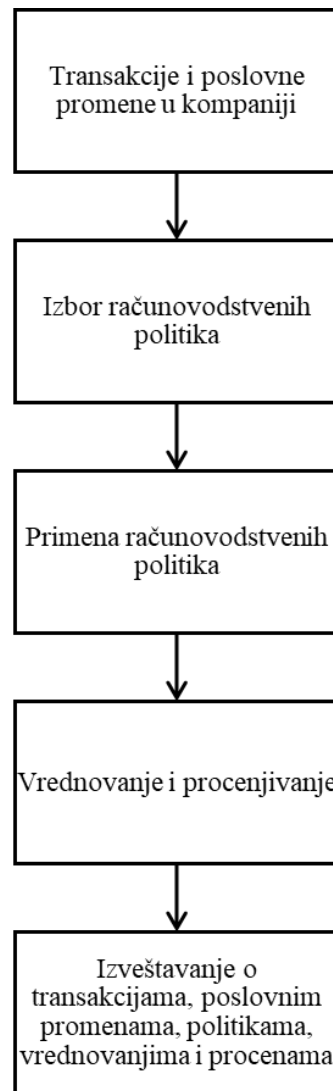 Transakcije i poslovne
promene u kompaniji
Izbor računovodstvenih
politika
Primena računovodstvenih
politika
Vrednovanje i procenjivanje
Izveštavanje o
transakcijama, poslovnim
promenama, politikama,
vrednovanjima i procenama